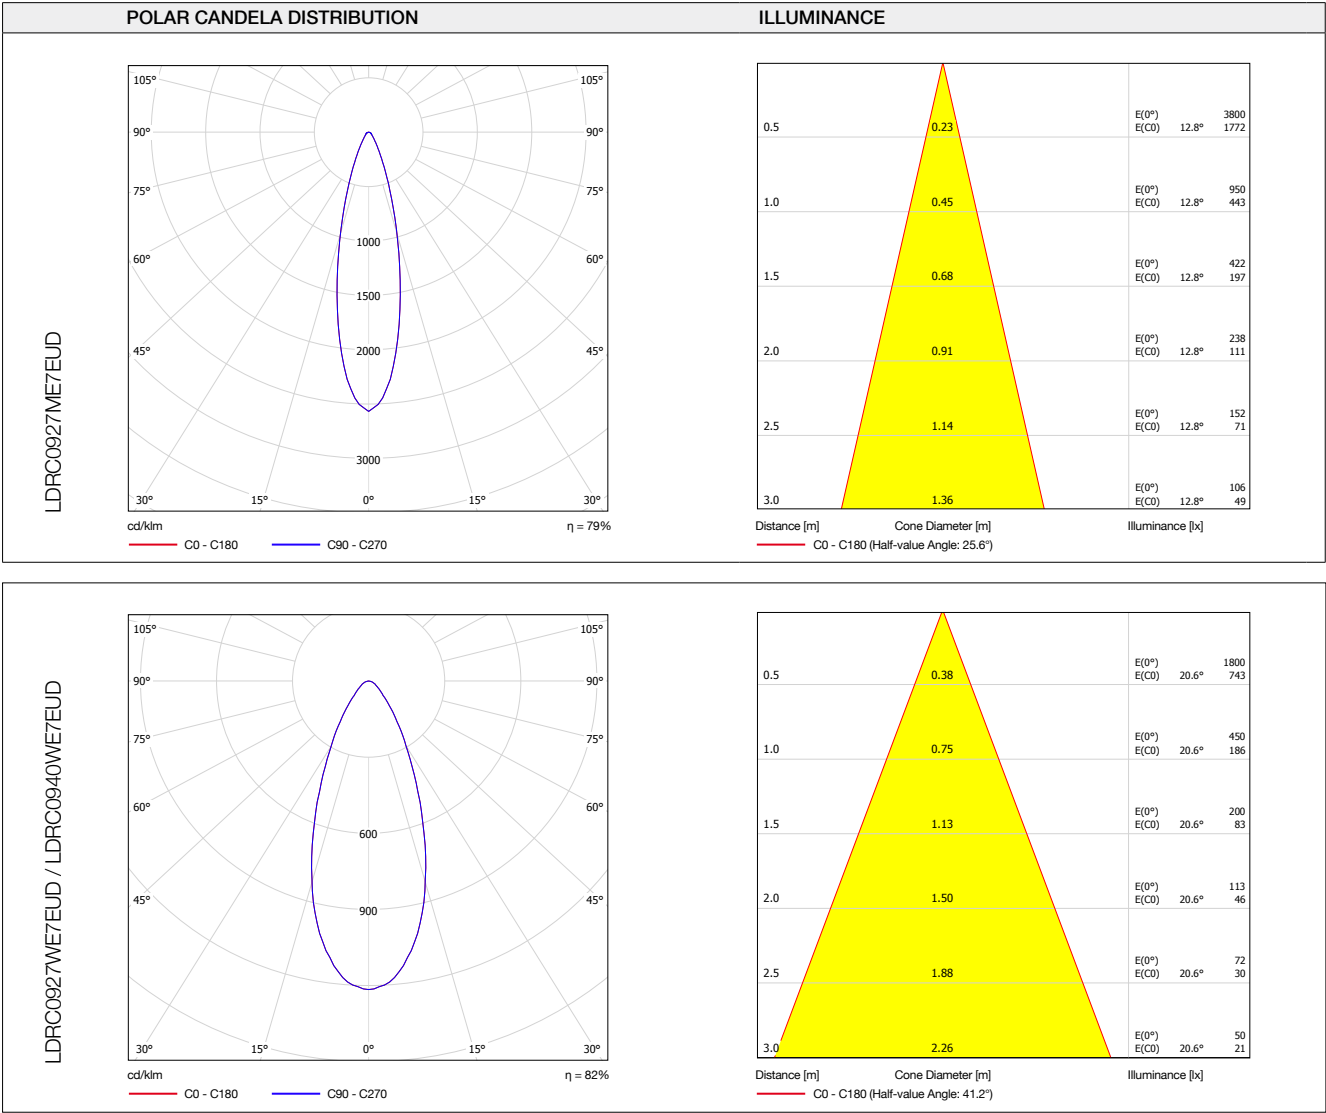 POLAR CANDELA DISTRIBUTION ILLUMINANCE
LDRC0927ME7EUD
105° 105°
90° 90°
75° 75°
60° 60°
45° 45°
30° 15° 0° 15° 30°
1000
1500
2000
3000
cd/klm η = 79%
C0 - C180 C90 - C270
0.5 0.23 E(0°) 3800
E(C0) 12.8° 1772
1.0 0.45 E(0°) 950
E(C0) 12.8° 443
1.5 0.68 E(0°) 422
E(C0) 12.8° 197
2.0 0.91 E(0°) 238
E(C0) 12.8° 111
2.5 1.14 E(0°) 152
E(C0) 12.8° 71
3.0 1.36 E(0°) 106
E(C0) 12.8° 49
Distance [m] Cone Diameter [m] Illuminance [lx]
C0 - C180 (Half-value Angle: 25.6°)
LDRC0927WE7EUD / LDRC0940WE7EUD
105° 105°
90° 90°
75° 75°
60° 60°
45° 45°
30° 15° 0° 15° 30°
600
900
cd/klm η = 82%
C0 - C180 C90 - C270
0.5 0.38 E(0°) 1800
E(C0) 20.6° 743
1.0 0.75 E(0°) 450
E(C0) 20.6° 186
1.5 1.13 E(0°) 200
E(C0) 20.6° 83
2.0 1.50 E(0°) 113
E(C0) 20.6° 46
2.5 1.88 E(0°) 72
E(C0) 20.6° 30
3.0 2.26 E(0°) 50
E(C0) 20.6° 21
Distance [m] Cone Diameter [m] Illuminance [lx]
C0 - C180 (Half-value Angle: 41.2°)